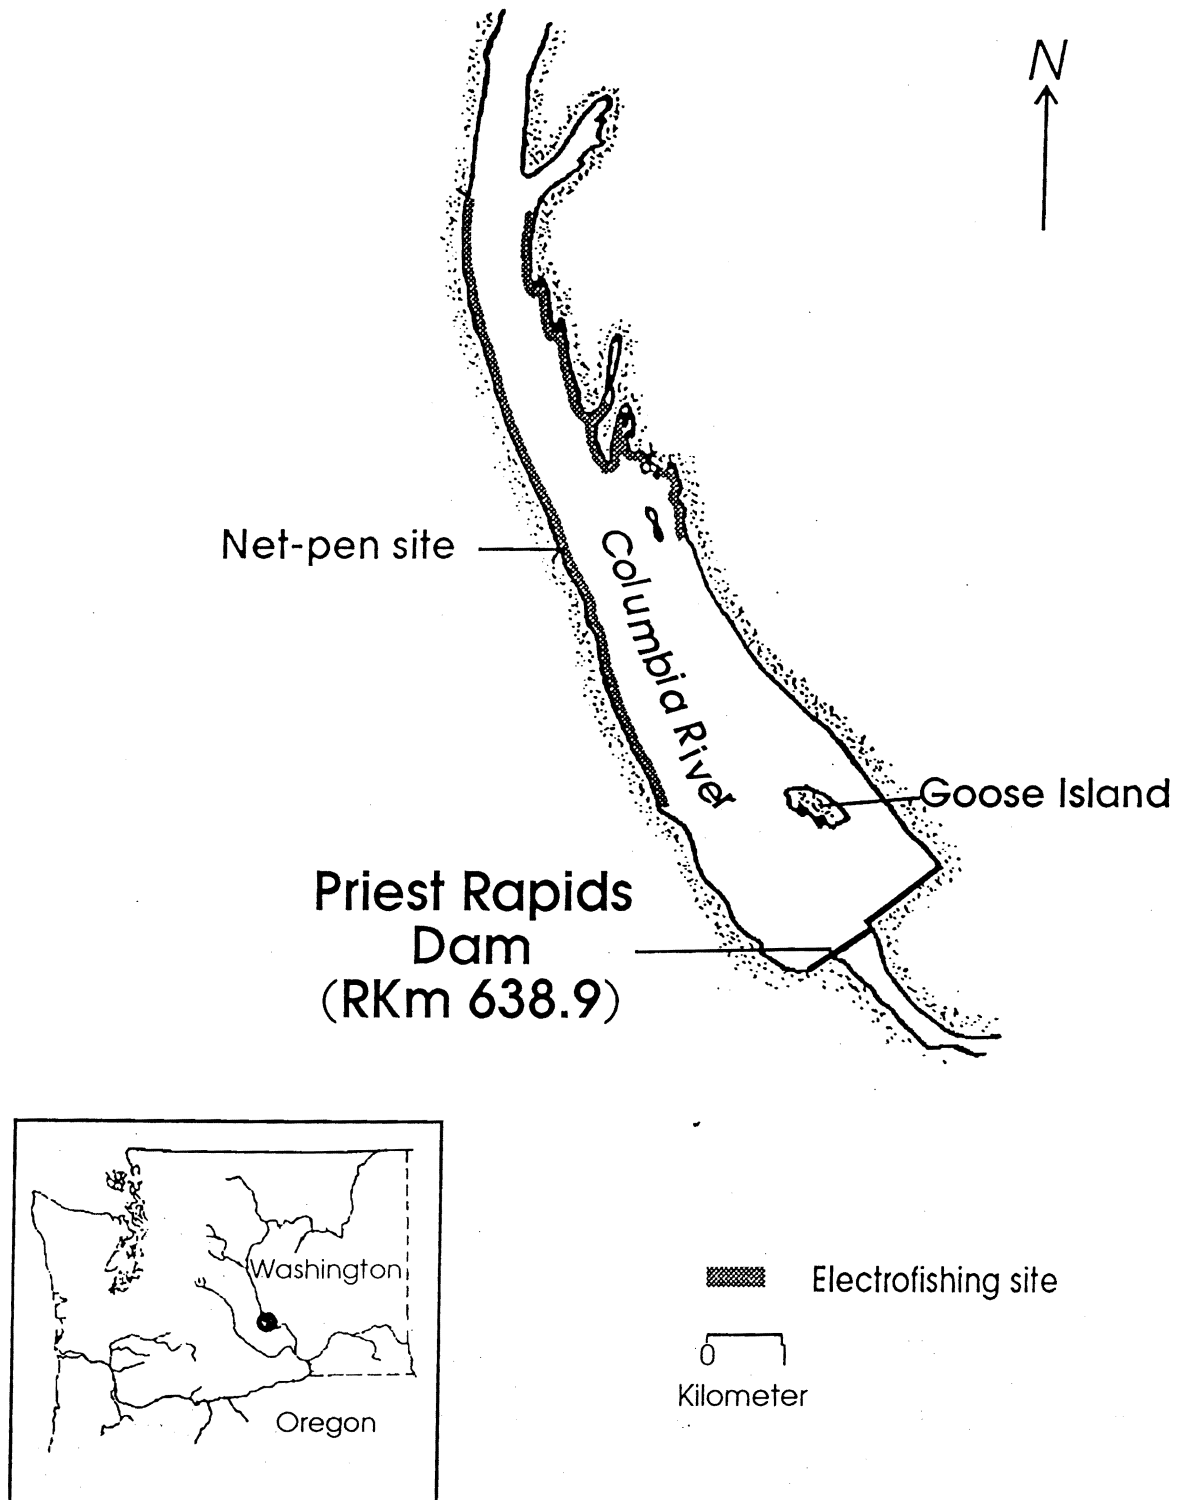 N
Net-pen site
Columbia River
Goose Island
Priest Rapids
Dam
(RKm 638.9)
Washington
Oregon
Electrofishing site
0 1
Kilometer